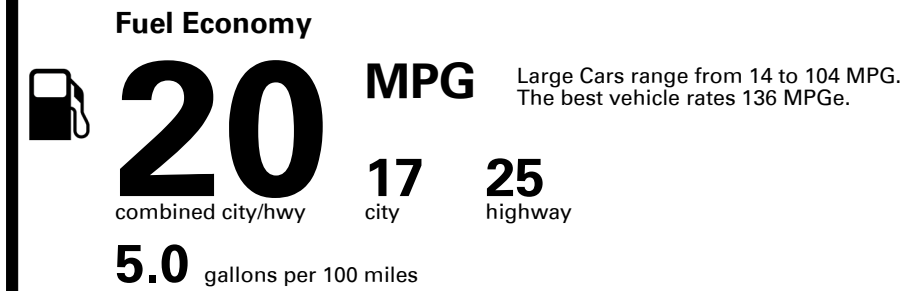 Fuel Economy
20 MPG
Large Cars range from 14 to 104 MPG.
The best vehicle rates 136 MPGe.
combined city/hwy
17
city
25
highway
5.0 gallons per 100 miles